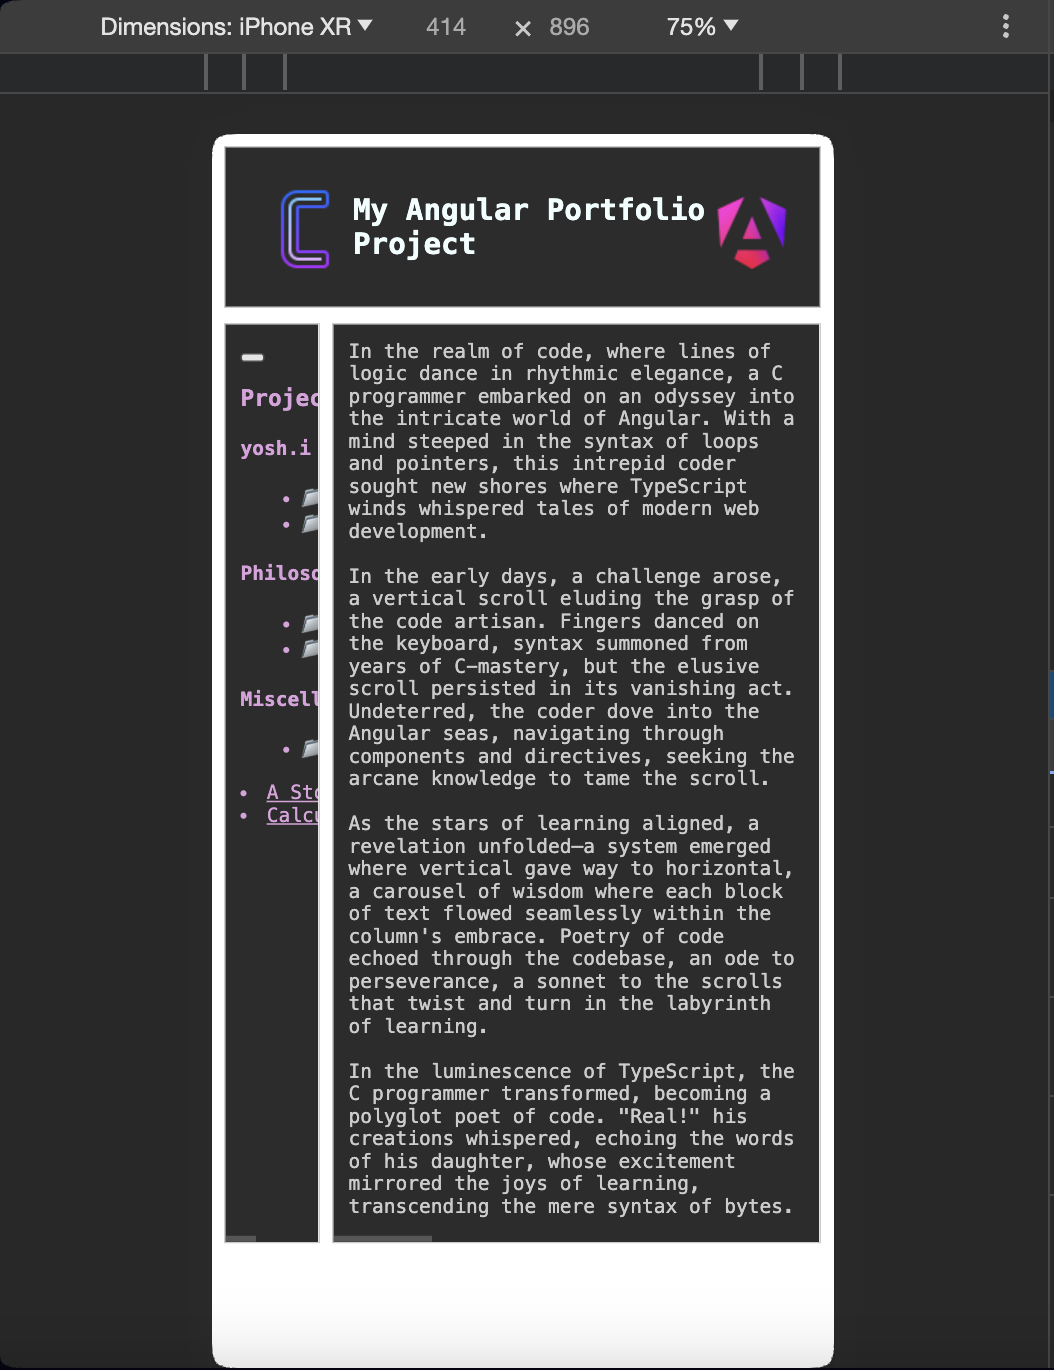 Dimensions: iPhone XR ▼ 414 × 896 75% ▼
My Angular Portfolio
Project
Projec
yosh.i
Philoso
Miscell
A Sto
Calcu
In the realm of code, where lines of
logic dance in rhythmic elegance, a C
programmer embarked on an odyssey into
the intricate world of Angular. With a
mind steeped in the syntax of loops
and pointers, this intrepid coder
sought new shores where TypeScript
winds whispered tales of modern web
development.
In the early days, a challenge arose,
a vertical scroll eluding the grasp of
the code artisan. Fingers danced on
the keyboard, syntax summoned from
years of C-mastery, but the elusive
scroll persisted in its vanishing act.
Undeterred, the coder dove into the
Angular seas, navigating through
components and directives, seeking the
arcane knowledge to tame the scroll.
As the stars of learning aligned, a
revelation unfolded—a system emerged
where vertical gave way to horizontal,
a carousel of wisdom where each block
of text flowed seamlessly within the
column's embrace. Poetry of code
echoed through the codebase, an ode to
perseverance, a sonnet to the scrolls
that twist and turn in the labyrinth
of learning.
In the luminescence of TypeScript, the
C programmer transformed, becoming a
polyglot poet of code. "Real!" his
creations whispered, echoing the words
of his daughter, whose excitement
mirrored the joys of learning,
transcending the mere syntax of bytes.